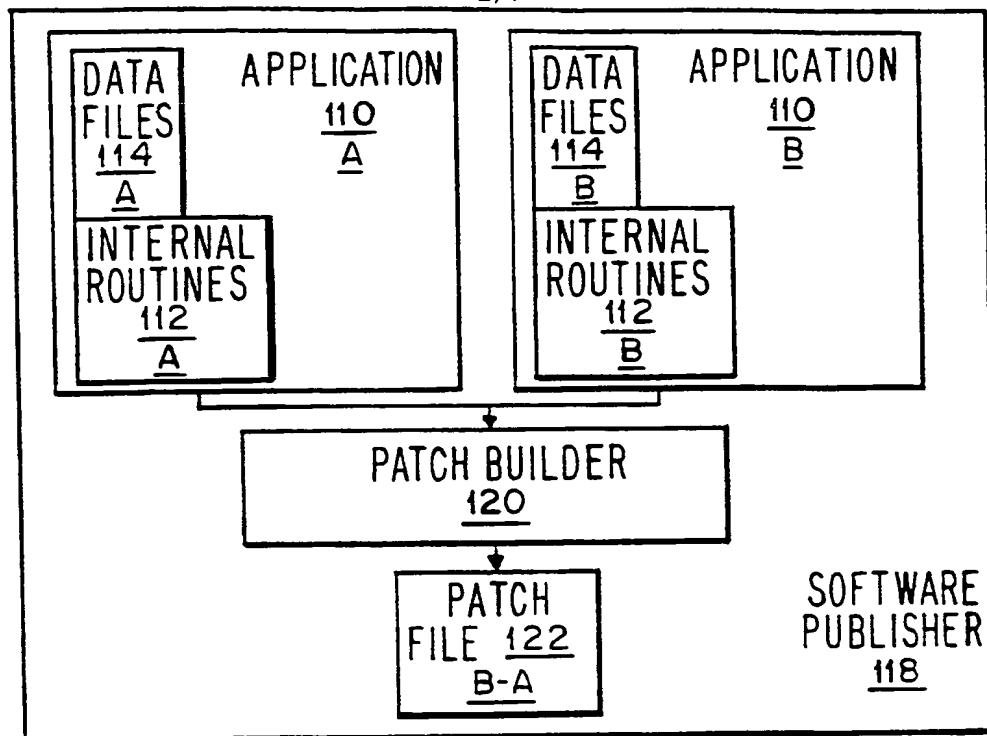 DATA
FILES
114
A
APPLICATION
110
A
INTERNAL
ROUTINES
112
A
DATA
FILES
114
B
APPLICATION
110
B
INTERNAL
ROUTINES
112
B
PATCH BUILDER
120
PATCH
FILE 122
B-A
SOFTWARE
PUBLISHER
118